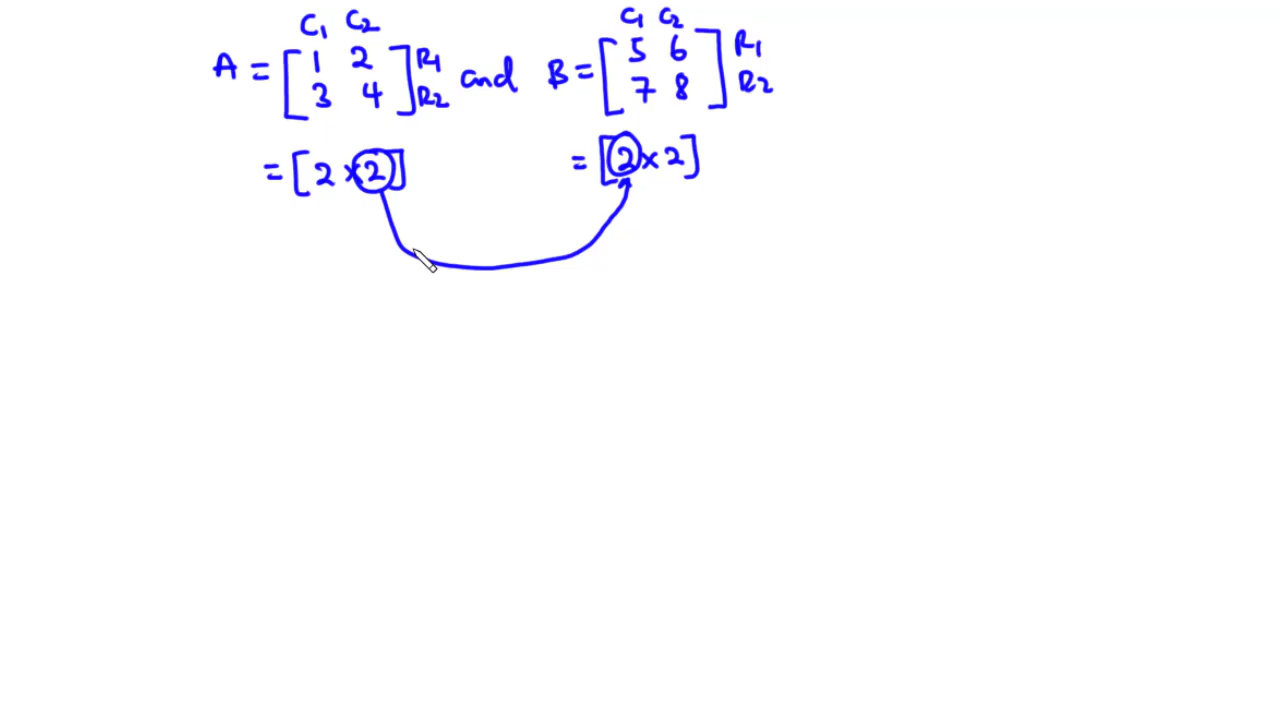 C1 C2 C1 C2
A = [ 1 2 ] R1 and B = [ 5 6 ] R1
3 4 R2 7 8 R2
= [ 2 × 2 ] = [ 2 × 2 ]